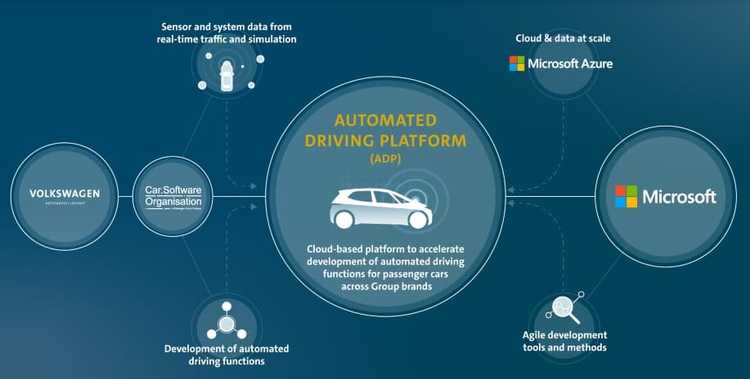 Sensor and system data from
real-time traffic and simulation
Cloud & data at scale
Microsoft Azure
AUTOMATED
DRIVING PLATFORM
(ADP)
VOLKSWAGEN
AKTIENGESELLSCHAFT
Car.Software
Organisation
Microsoft
Cloud-based platform to accelerate
development of automated driving
functions for passenger cars
across Group brands
Development of automated
driving functions
Agile development
tools and methods